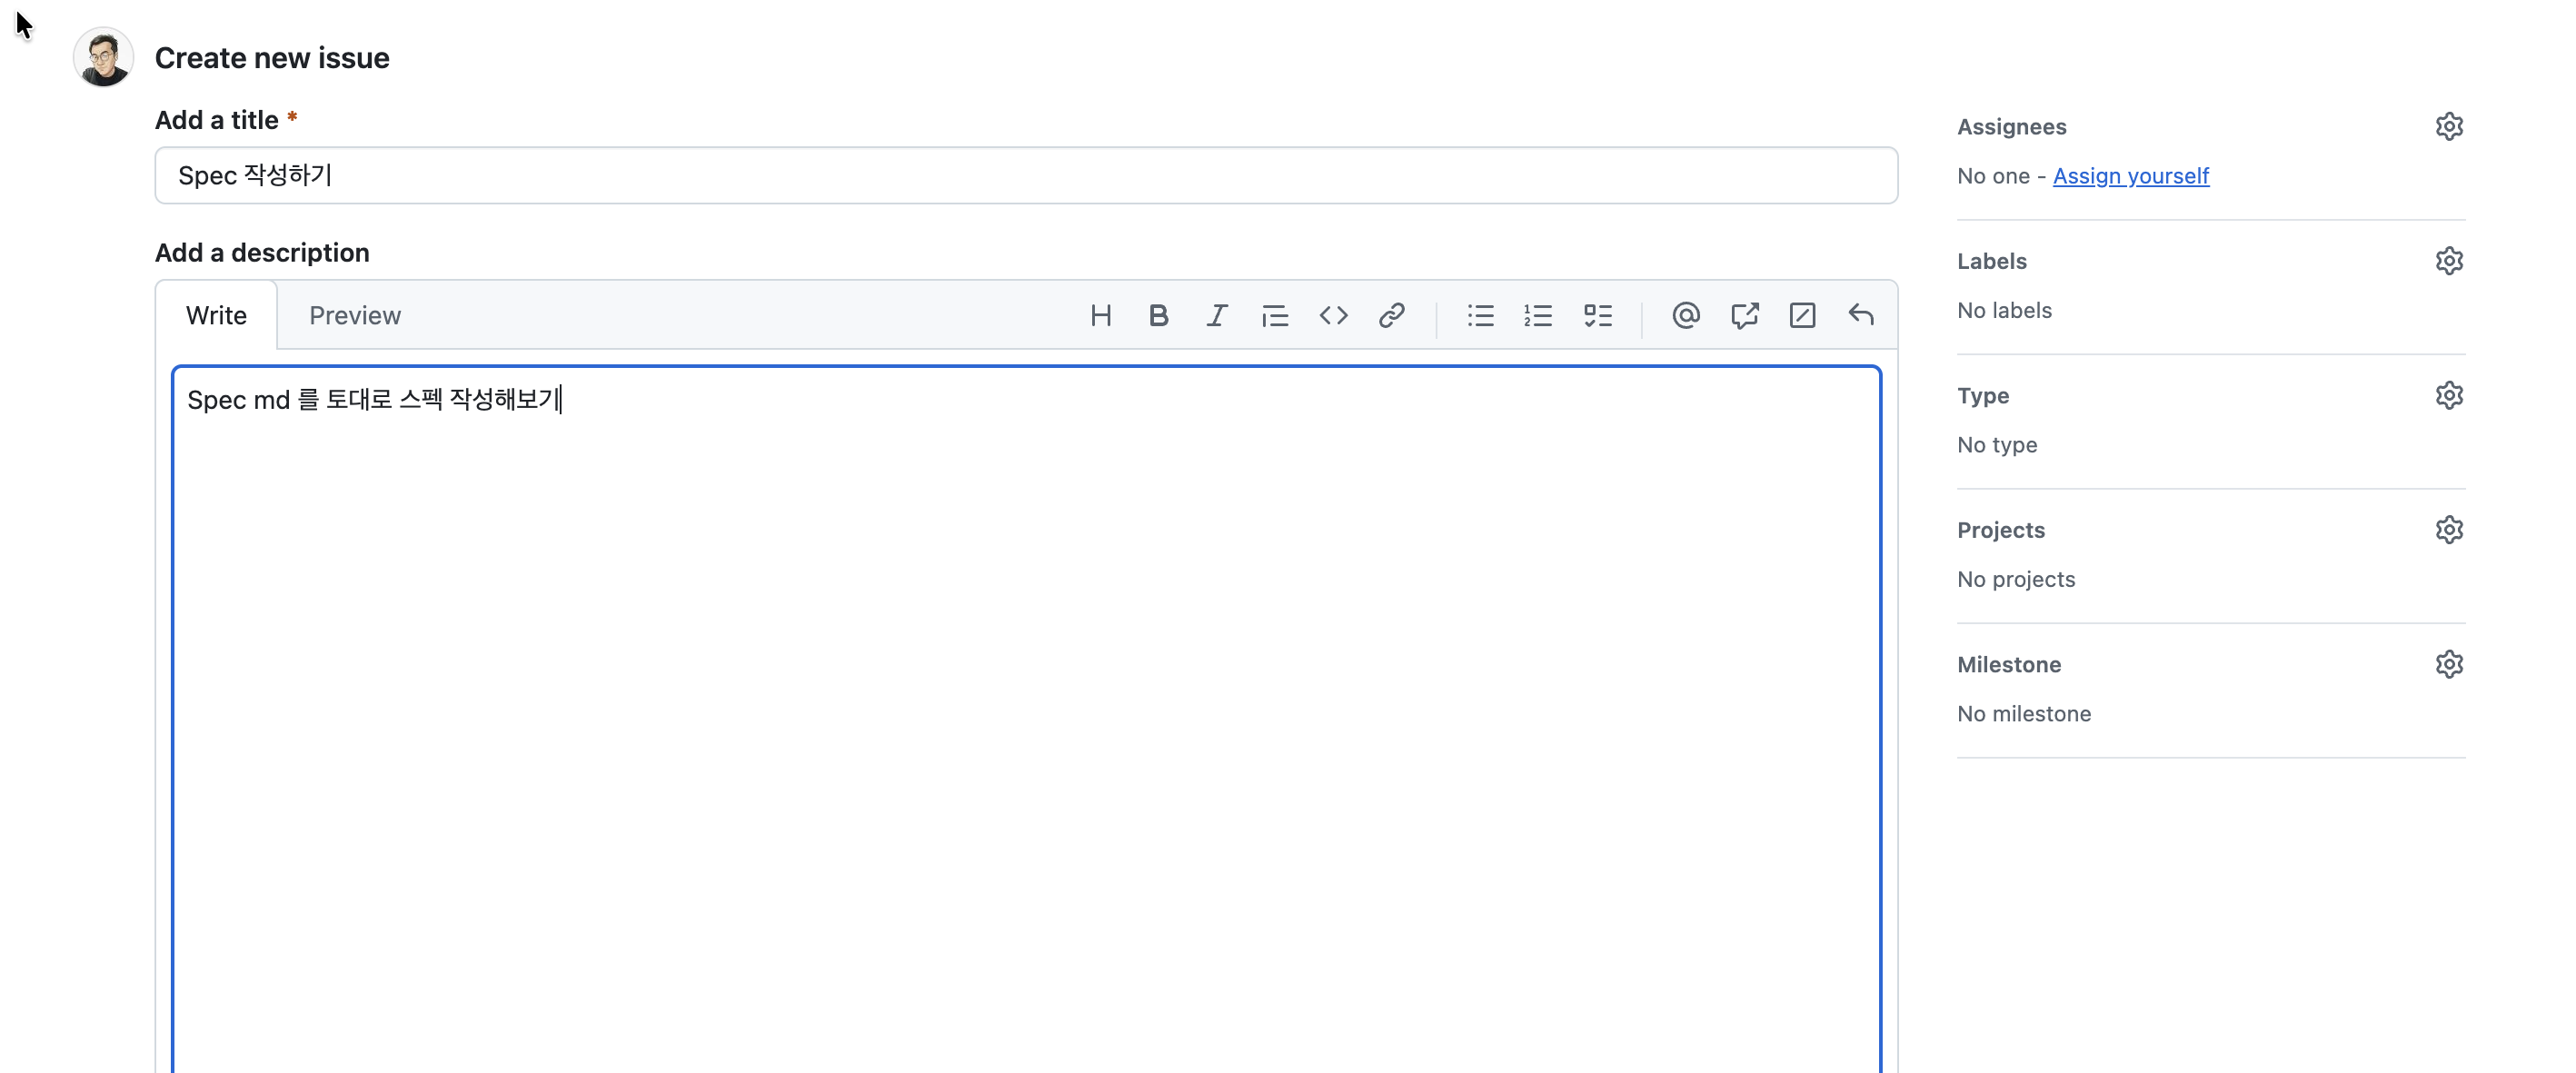 Create new issue
Add a title *
Spec 작성하기
Add a description
Write
Preview
Spec md 를 토대로 스펙 작성해보기
Assignees
No one - Assign yourself
Labels
No labels
Type
No type
Projects
No projects
Milestone
No milestone